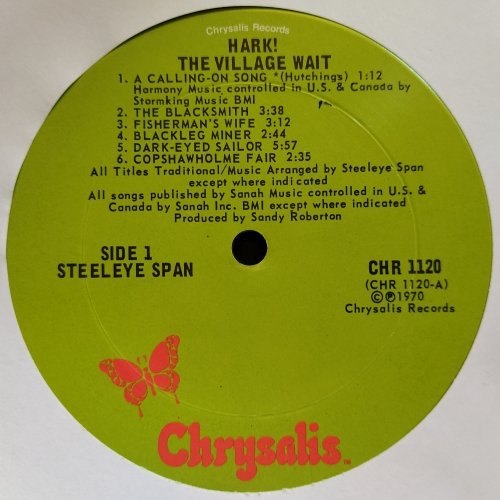 Chrysalis Records
HARK!
THE VILLAGE WAIT
1. A CALLING-ON SONG *(Hutchings) 1:12
Harmony Music controlled in U.S. & Canada by
Stormking Music BMI
2. THE BLACKSMITH 3:38
3. FISHERMAN'S WIFE 3:12
4. BLACKLEG MINER 2:44
5. DARK-EYED SAILOR 5:57
6. COPSHAWHOLME FAIR 2:35
All Titles Traditional/Music Arranged by Steeleye Span
except where indicated
All songs published by Sanah Music controlled in U.S. &
Canada by Sanah Inc. BMI except where indicated
Produced by Sandy Roberton
SIDE 1
STEELEYE SPAN
CHR 1120
(CHR 1120-A)
©℗1970
Chrysalis Records
Chrysalis™